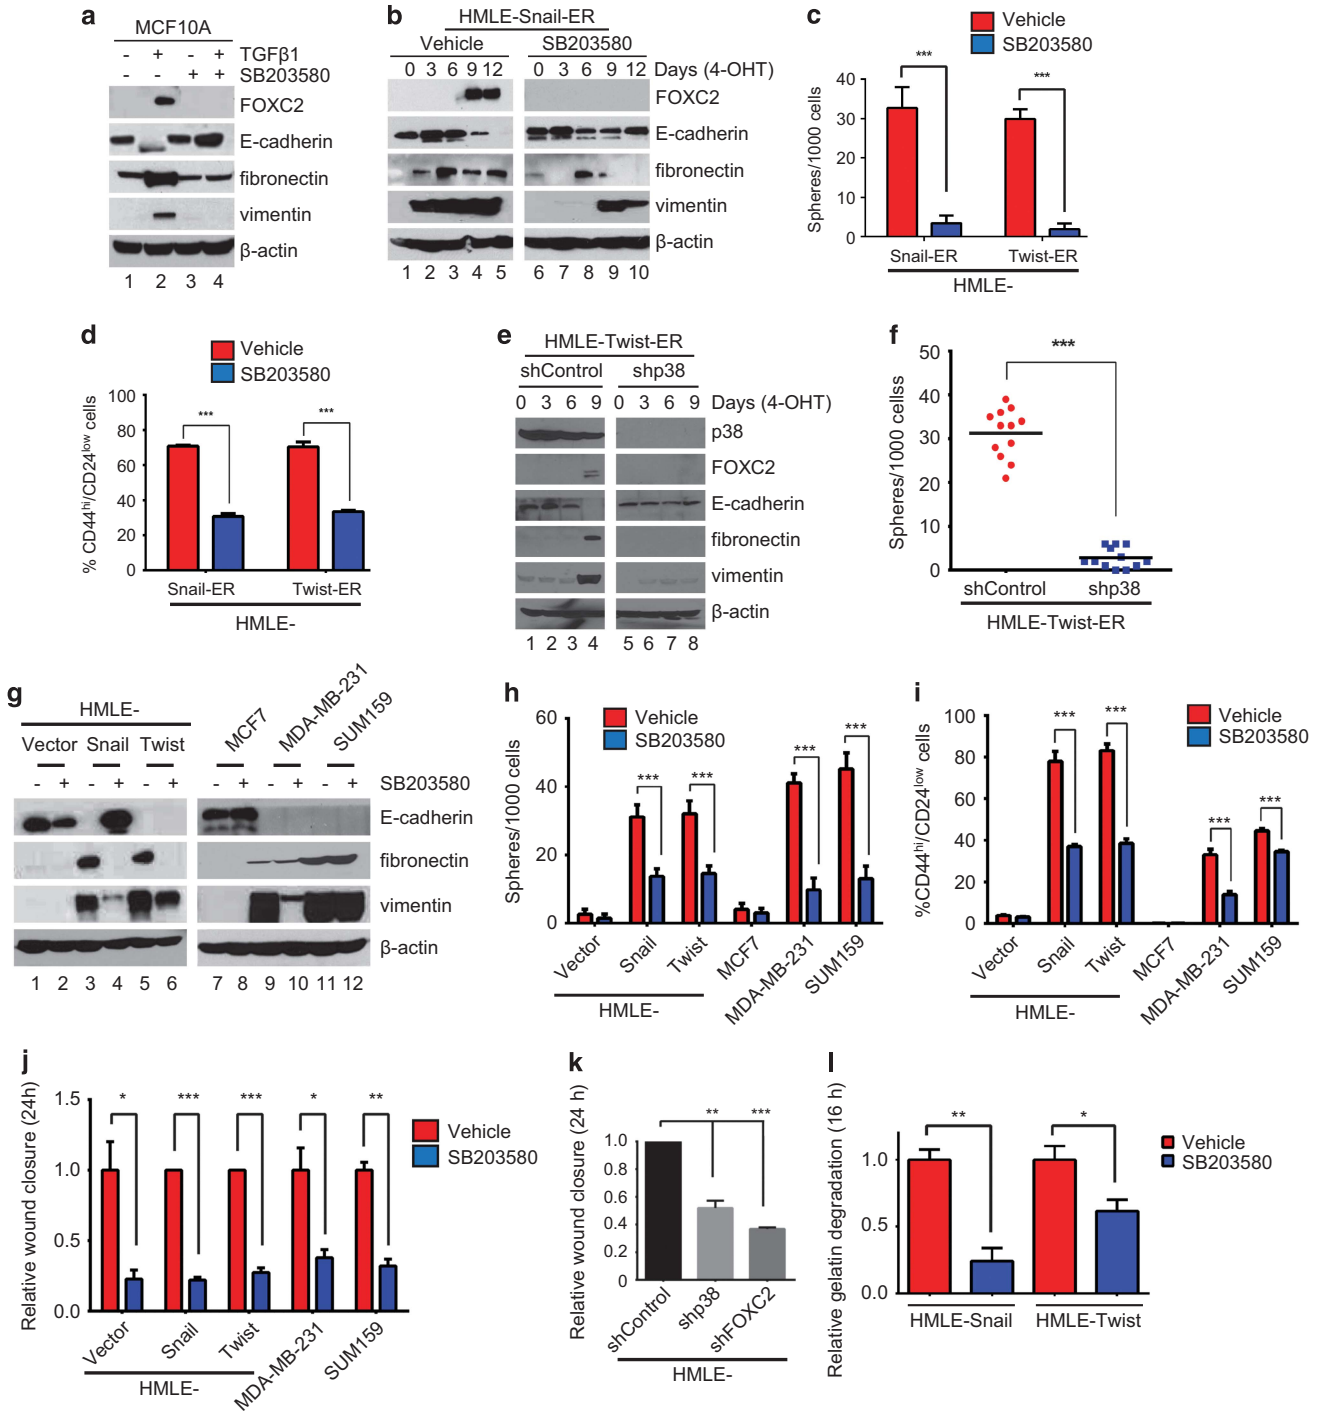 a
MCF10A
- + - + TGFβ1
- - + + SB203580
FOXC2
E-cadherin
fibronectin
vimentin
β-actin
1 2 3 4
b
HMLE-Snail-ER
Vehicle SB203580
0 3 6 9 12 0 3 6 9 12 Days (4-OHT)
FOXC2
E-cadherin
fibronectin
vimentin
β-actin
1 2 3 4 5 6 7 8 9 10
c
Vehicle
SB203580
Spheres/1000 cells
40
30
20
10
0
*** ***
Snail-ER Twist-ER
HMLE-
d
Vehicle
SB203580
% CD44hi/CD24low cells
100
80
60
40
20
0
*** ***
Snail-ER Twist-ER
HMLE-
e
HMLE-Twist-ER
shControl shp38
0 3 6 9 0 3 6 9 Days (4-OHT)
p38
FOXC2
E-cadherin
fibronectin
vimentin
β-actin
1 2 3 4 5 6 7 8
f
Spheres/1000 cellss
50
40
30
20
10
0
***
shControl shp38
HMLE-Twist-ER
g
HMLE-
Vector Snail Twist MCF7 MDA-MB-231 SUM159
- + - + - + - + - + - + SB203580
E-cadherin
fibronectin
vimentin
β-actin
1 2 3 4 5 6 7 8 9 10 11 12
h
Vehicle
SB203580
Spheres/1000 cells
60
40
20
0
*** *** *** ***
Vector Snail Twist MCF7 MDA-MB-231 SUM159
HMLE-
i
Vehicle
SB203580
%CD44hi/CD24low cells
100
80
60
40
20
0
*** *** *** ***
Vector Snail Twist MCF7 MDA-MB-231 SUM159
HMLE-
j
Relative wound closure (24h)
1.5
1.0
0.5
0.0
* *** *** * **
Vehicle
SB203580
Vector Snail Twist MDA-MB-231 SUM159
HMLE-
k
Relative wound closure (24 h)
1.0
0.8
0.6
0.4
0.2
0
** ***
shControl shp38 shFOXC2
HMLE-
l
Relative gelatin degradation (16 h)
1.0
0.5
0.0
** *
Vehicle
SB203580
HMLE-Snail HMLE-Twist